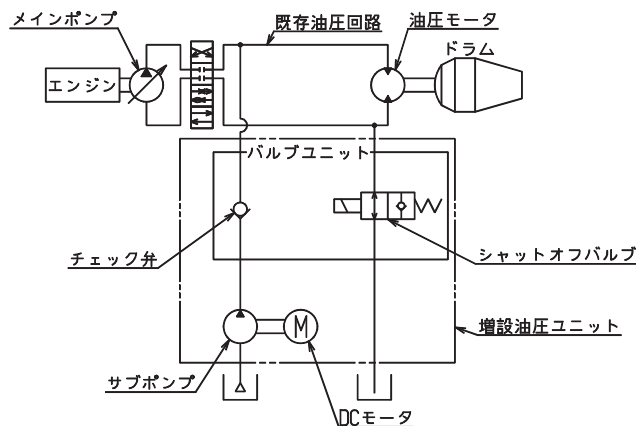 メインポンプ
既存油圧回路
油圧モータ
ドラム
エンジン
バルブユニット
チェック弁
シャットオフバルブ
増設油圧ユニット
M
サブポンプ
DCモータ